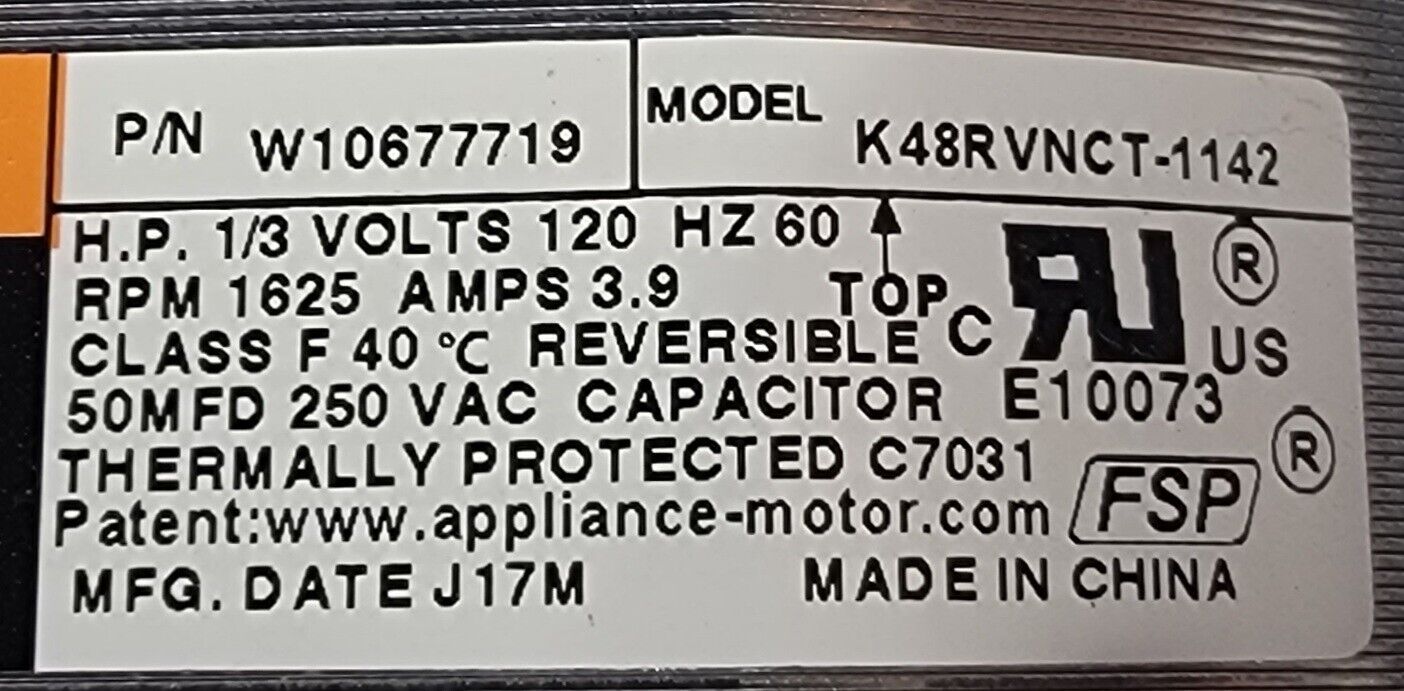 P/N W10677719 MODEL K48RVNCT-1142
H.P. 1/3 VOLTS 120 HZ 60
RPM 1625 AMPS 3.9 TOP
CLASS F 40 °C REVERSIBLE C RU US ®
50MFD 250 VAC CAPACITOR E10073
THERMALLY PROTECTED C7031
Patent:www.appliance-motor.com FSP ®
MFG. DATE J17M MADE IN CHINA